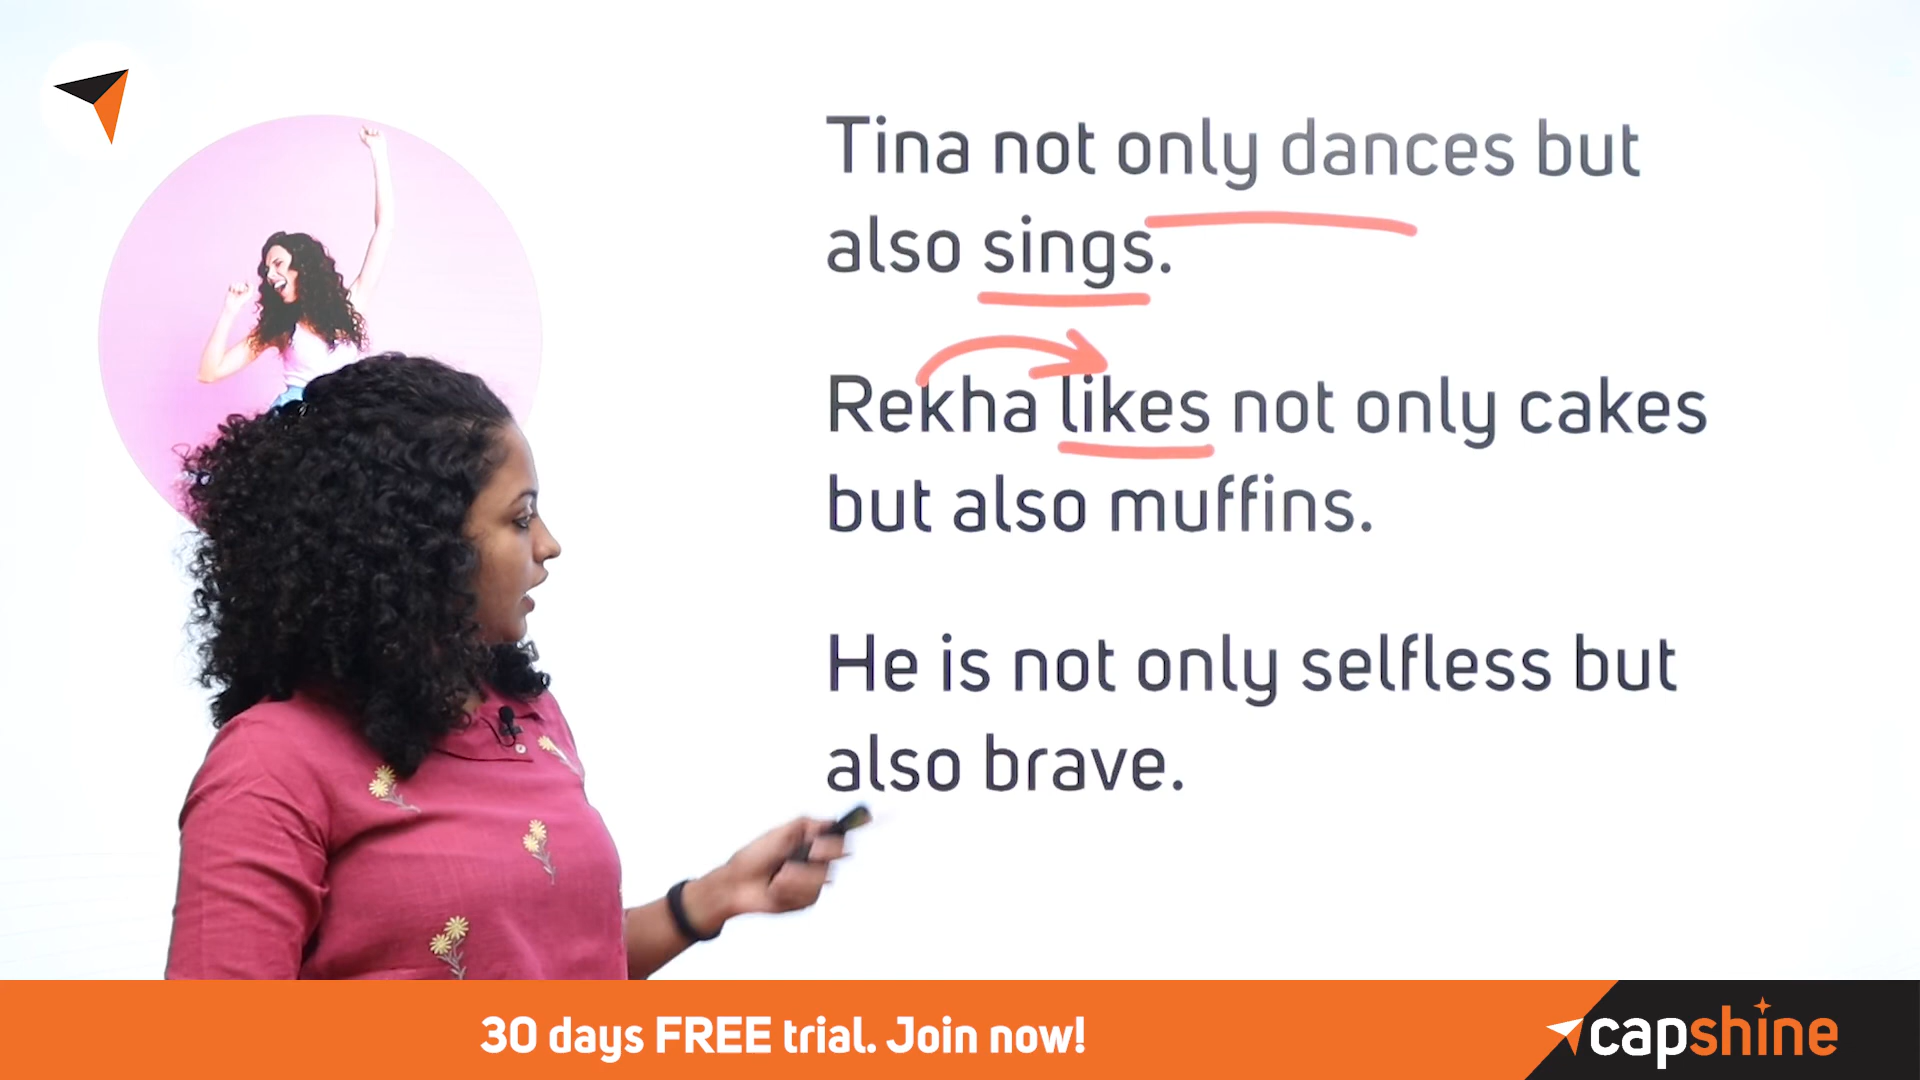 Tina not only dances but
also sings.
Rekha likes not only cakes
but also muffins.
He is not only selfless but
also brave.
30 days FREE trial. Join now!
capshine